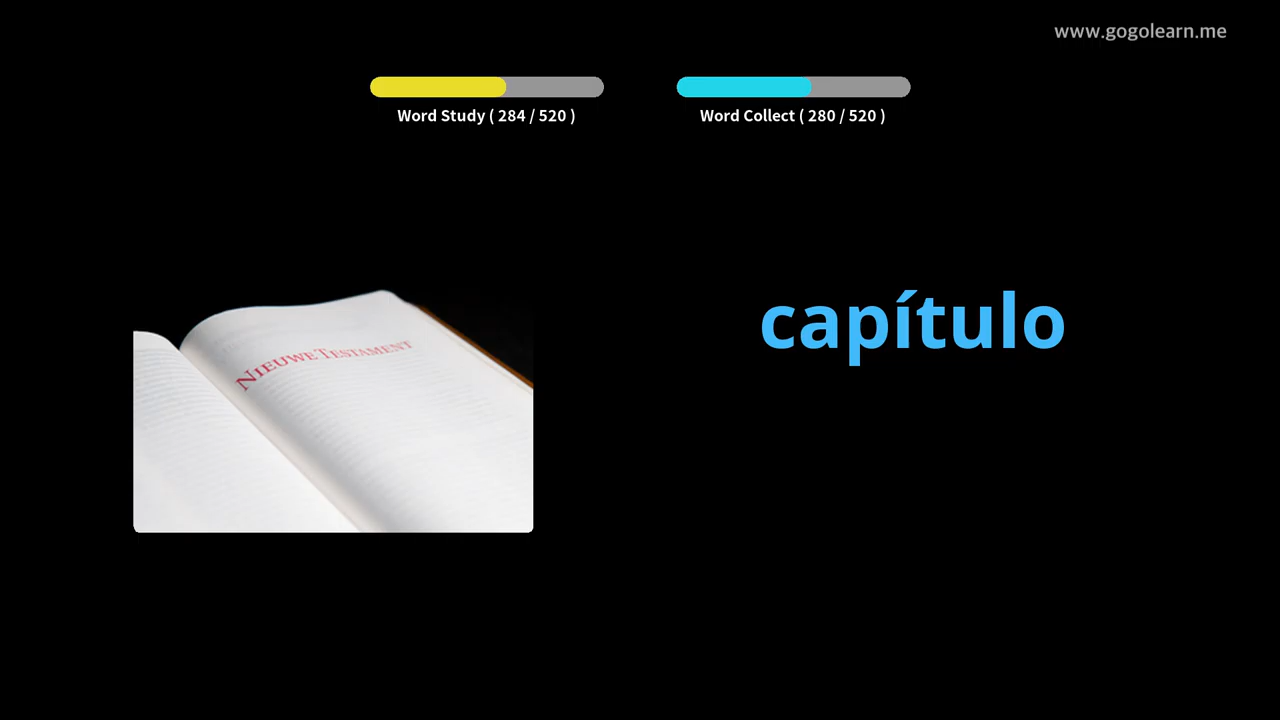 www.gogolearn.me
Word Study ( 284 / 520 )
Word Collect ( 280 / 520 )
capítulo
NIEUWE TESTAMENT